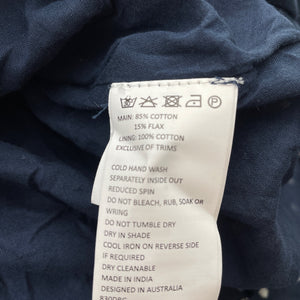 MAIN: 85% COTTON
15% FLAX
LINING: 100% COTTON
EXCLUSIVE OF TRIMS
COLD HAND WASH
SEPARATELY INSIDE OUT
REDUCED SPIN
DO NOT BLEACH, RUB, SOAK OR
WRING
DO NOT TUMBLE DRY
DRY IN SHADE
COOL IRON ON REVERSE SIDE
IF REQUIRED
DRY CLEANABLE
MADE IN INDIA
DESIGNED IN AUSTRALIA